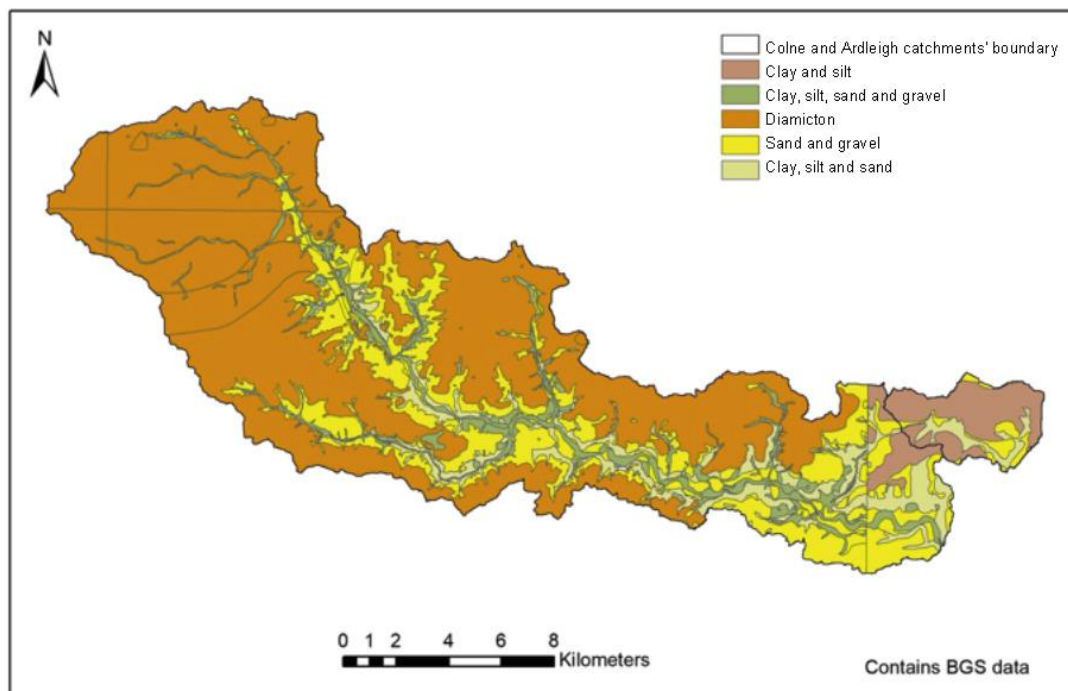 N
Colne and Ardleigh catchments' boundary
Clay and silt
Clay, silt, sand and gravel
Diamicton
Sand and gravel
Clay, silt and sand
0 1 2 4 6 8
Kilometers
Contains BGS data